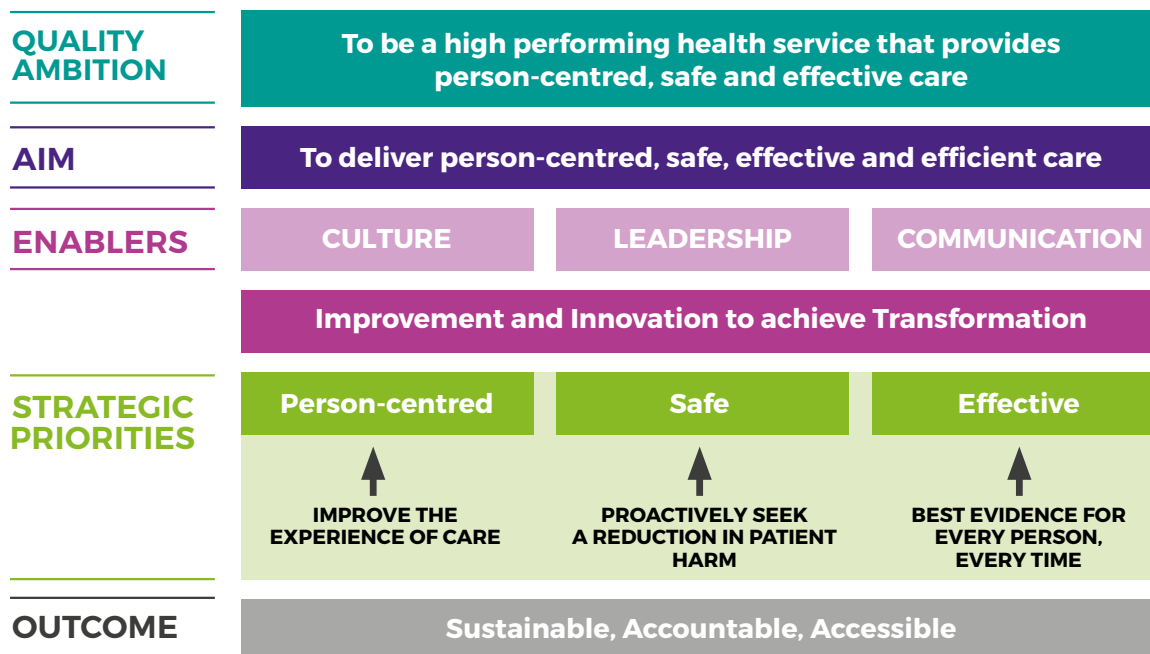 QUALITY
AMBITION
To be a high performing health service that provides
person-centred, safe and effective care
AIM
To deliver person-centred, safe, effective and efficient care
ENABLERS
CULTURE
LEADERSHIP
COMMUNICATION
Improvement and Innovation to achieve Transformation
STRATEGIC
PRIORITIES
Person-centred
Safe
Effective
IMPROVE THE
EXPERIENCE OF CARE
PROACTIVELY SEEK
A REDUCTION IN PATIENT
HARM
BEST EVIDENCE FOR
EVERY PERSON,
EVERY TIME
OUTCOME
Sustainable, Accountable, Accessible